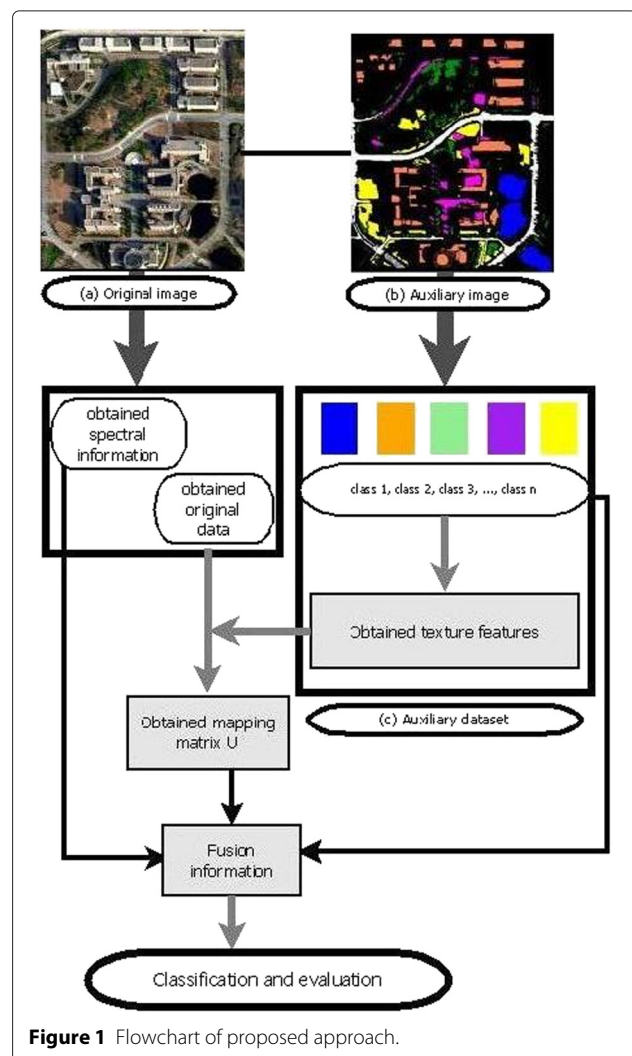 (a) Original image
(b) Auxiliary image
obtained
spectral
information
obtained
original
data
class 1, class 2, class 3, ..., class n
Obtained texture features
(c) Auxiliary dataset
Obtained mapping
matrix U
Fusion
information
Classification and evaluation
Figure 1 Flowchart of proposed approach.